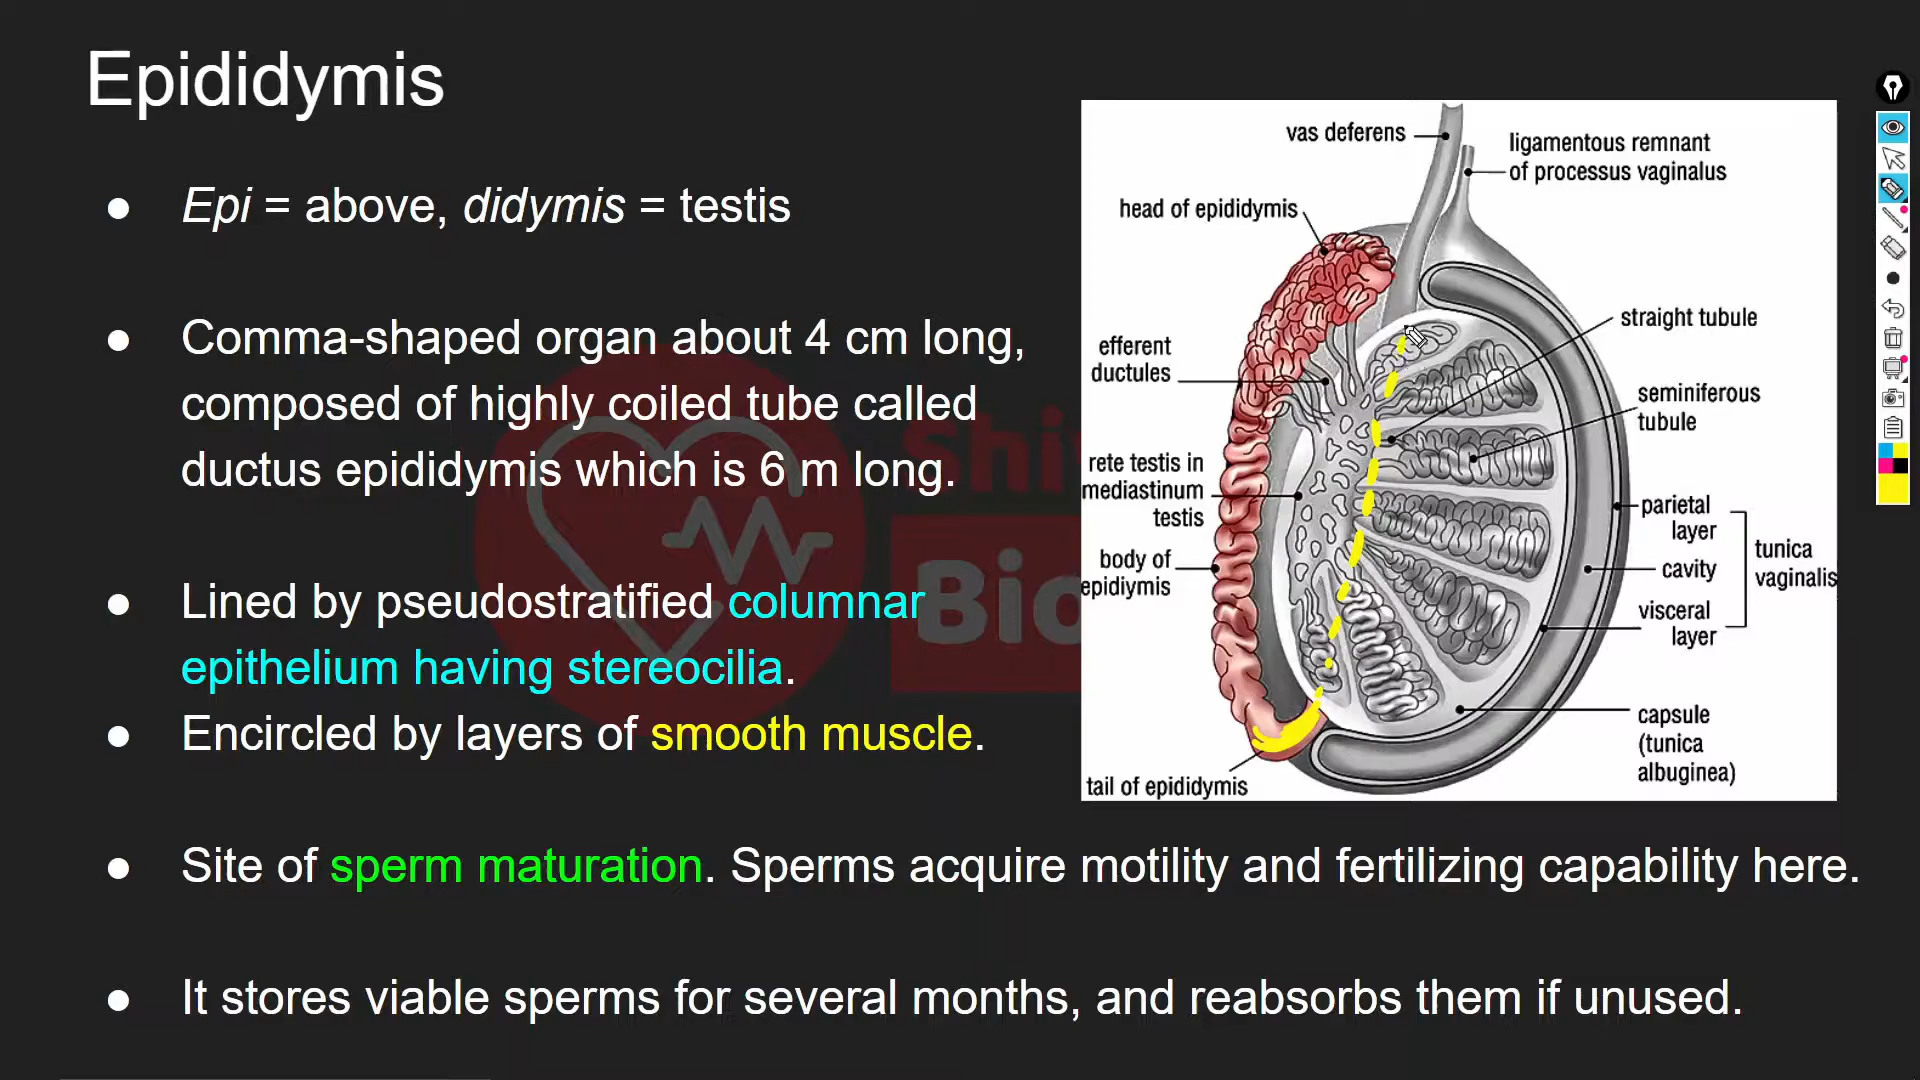 Epididymis
● Epi = above, didymis = testis
● Comma-shaped organ about 4 cm long,
composed of highly coiled tube called
ductus epididymis which is 6 m long.
● Lined by pseudostratified columnar
epithelium having stereocilia.
● Encircled by layers of smooth muscle.
● Site of sperm maturation. Sperms acquire motility and fertilizing capability here.
● It stores viable sperms for several months, and reabsorbs them if unused.
vas deferens
ligamentous remnant
of processus vaginalus
head of epididymis
straight tubule
efferent
ductules
seminiferous
tubule
rete testis in
mediastinum
testis
parietal
layer
tunica
vaginalis
cavity
body of
epidiymis
visceral
layer
capsule
(tunica
albuginea)
tail of epididymis
Bio